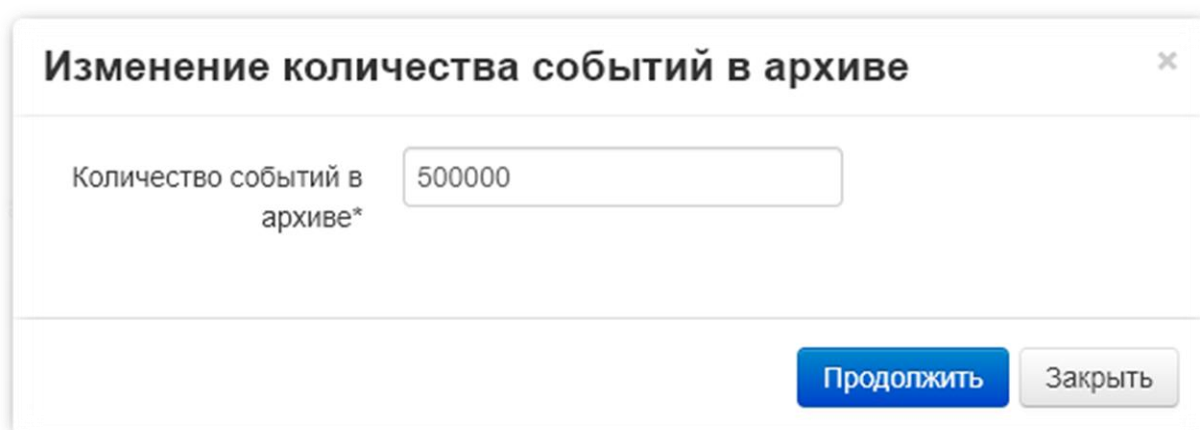 Изменение количества событий в архиве ×
Количество событий в 500000
архиве*
Продолжить Закрыть